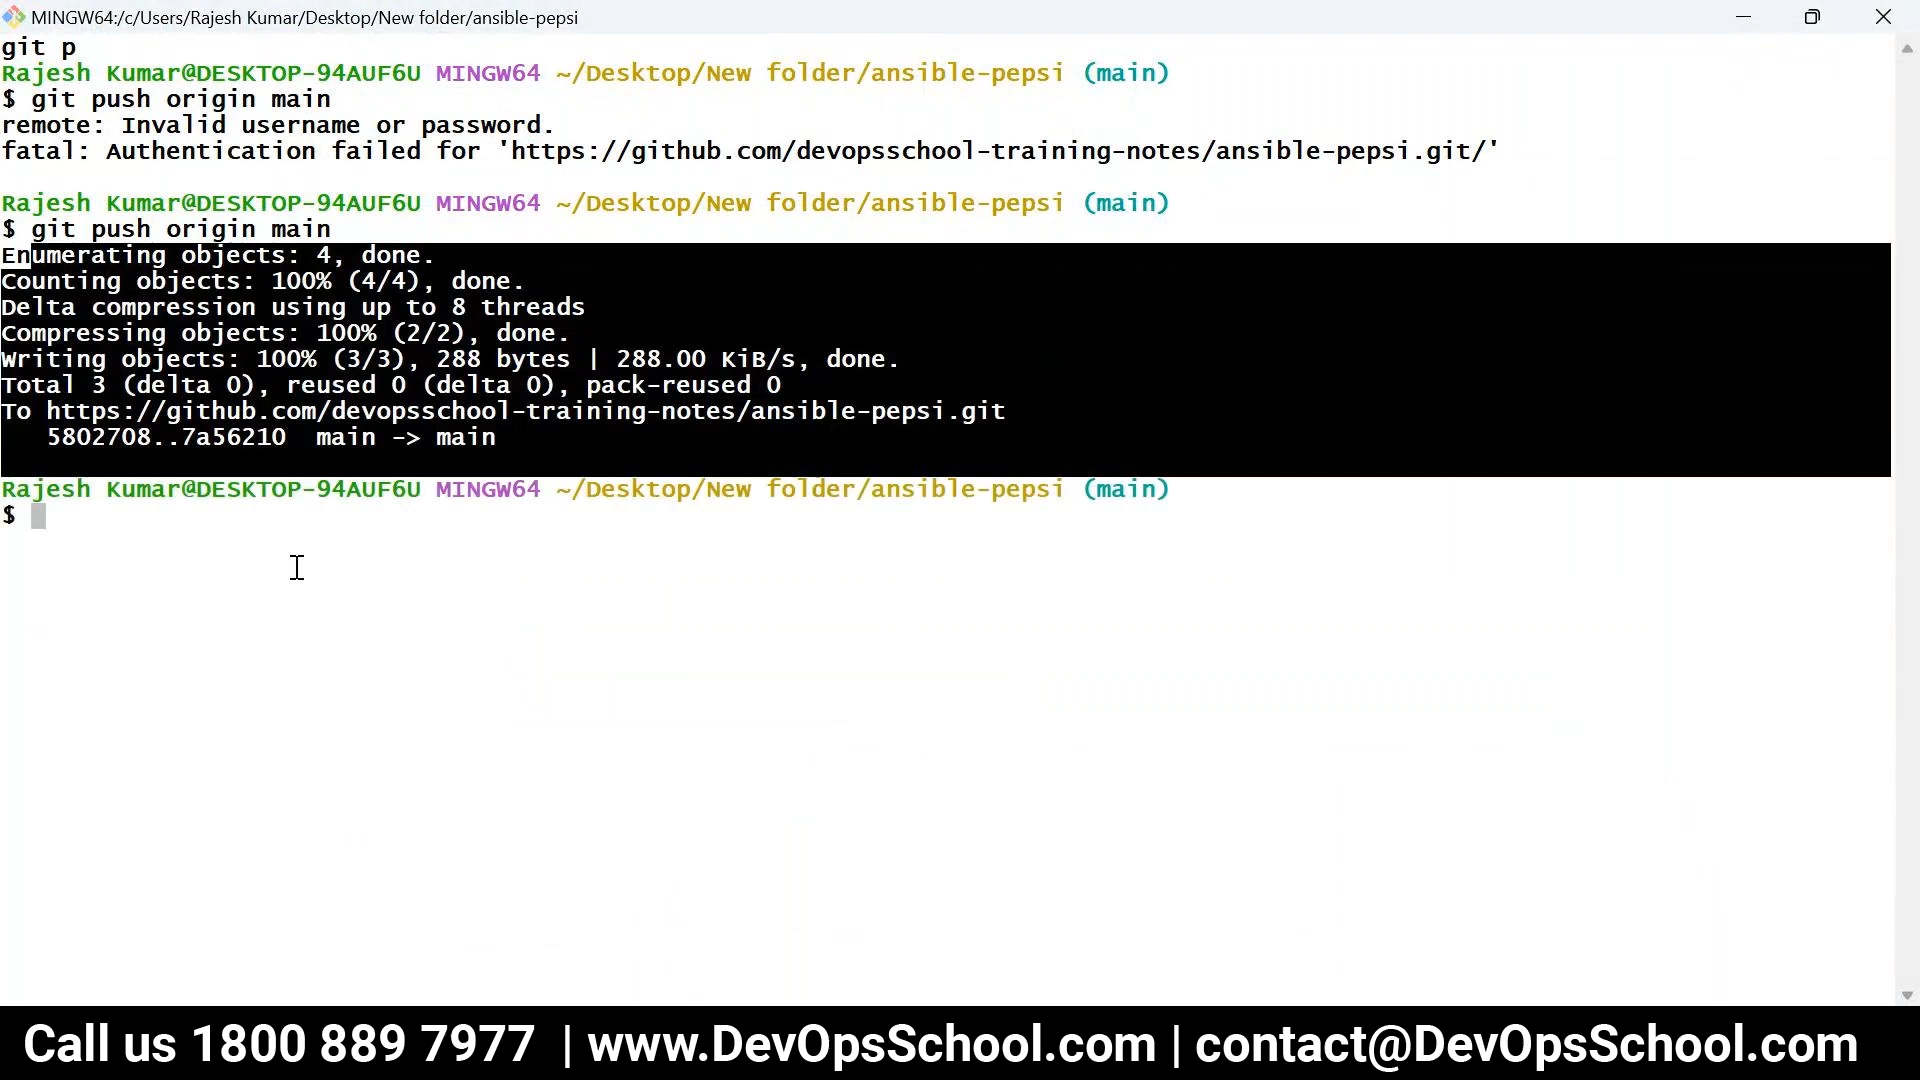 MINGW64:/c/Users/Rajesh Kumar/Desktop/New folder/ansible-pepsi
git p
Rajesh Kumar@DESKTOP-94AUF6U MINGW64 ~/Desktop/New folder/ansible-pepsi (main)
$ git push origin main
remote: Invalid username or password.
fatal: Authentication failed for 'https://github.com/devopsschool-training-notes/ansible-pepsi.git/'
Rajesh Kumar@DESKTOP-94AUF6U MINGW64 ~/Desktop/New folder/ansible-pepsi (main)
$ git push origin main
Enumerating objects: 4, done.
Counting objects: 100% (4/4), done.
Delta compression using up to 8 threads
Compressing objects: 100% (2/2), done.
Writing objects: 100% (3/3), 288 bytes | 288.00 KiB/s, done.
Total 3 (delta 0), reused 0 (delta 0), pack-reused 0
To https://github.com/devopsschool-training-notes/ansible-pepsi.git
   5802708..7a56210  main -> main
Rajesh Kumar@DESKTOP-94AUF6U MINGW64 ~/Desktop/New folder/ansible-pepsi (main)
$
Call us 1800 889 7977 | www.DevOpsSchool.com | contact@DevOpsSchool.com